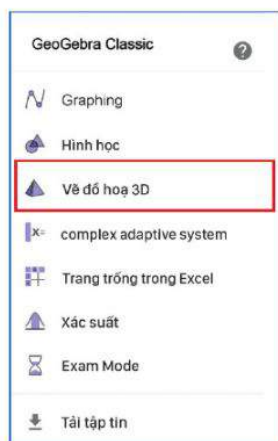 GeoGebra Classic
?
Graphing
Hình học
Vẽ đồ hoạ 3D
X=
complex adaptive system
Trang trống trong Excel
Xác suất
Exam Mode
Tải tập tin